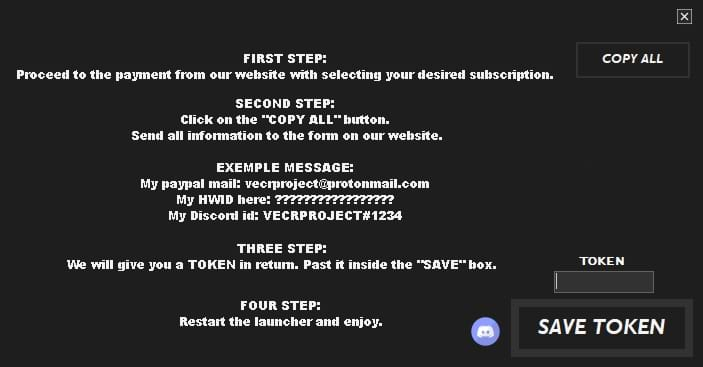 FIRST STEP:
COPY ALL
Proceed to the payment from our website with selecting your desired subscription.
SECOND STEP:
Click on the "COPY ALL" button.
Send all information to the form on our website.
EXEMPLE MESSAGE:
My paypal mail: vecrproject@protonmail.com
My HWID here: ?????????????????
My Discord id: VECRPROJECT#1234
THREE STEP:
We will give you a TOKEN in return. Past it inside the "SAVE" box.
TOKEN
FOUR STEP:
Restart the launcher and enjoy.
SAVE TOKEN